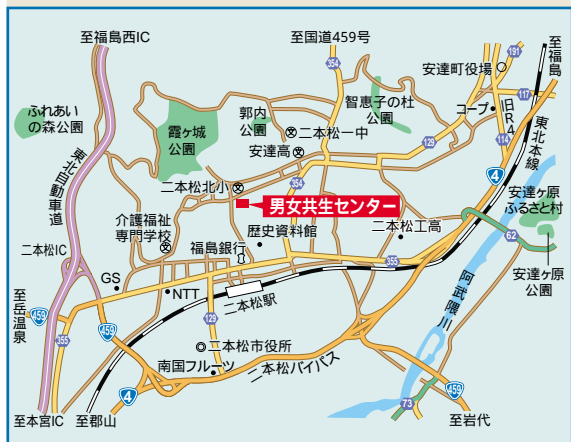 至福島西IC
至国道459号
至福島
354
191
安達町役場
117
ふれあい
の森公園
霞ヶ城
公園
郭内
公園
二本松一中
智恵子の杜
公園
コープ
旧R4
東北本線
安達高
129
114
4
東北自動車道
二本松北小
354
男女共生センター
安達ヶ原
ふるさと村
介護福祉
専門学校
福島銀行
歴史資料館
二本松工高
62
二本松IC
355
安達ヶ原
公園
GS
NTT
二本松駅
阿武隈川
至岳温泉
459
459
355
129
二本松市役所
南国フルーツ
二本松バイパス
4
459
73
至本宮IC
至郡山
至岩代